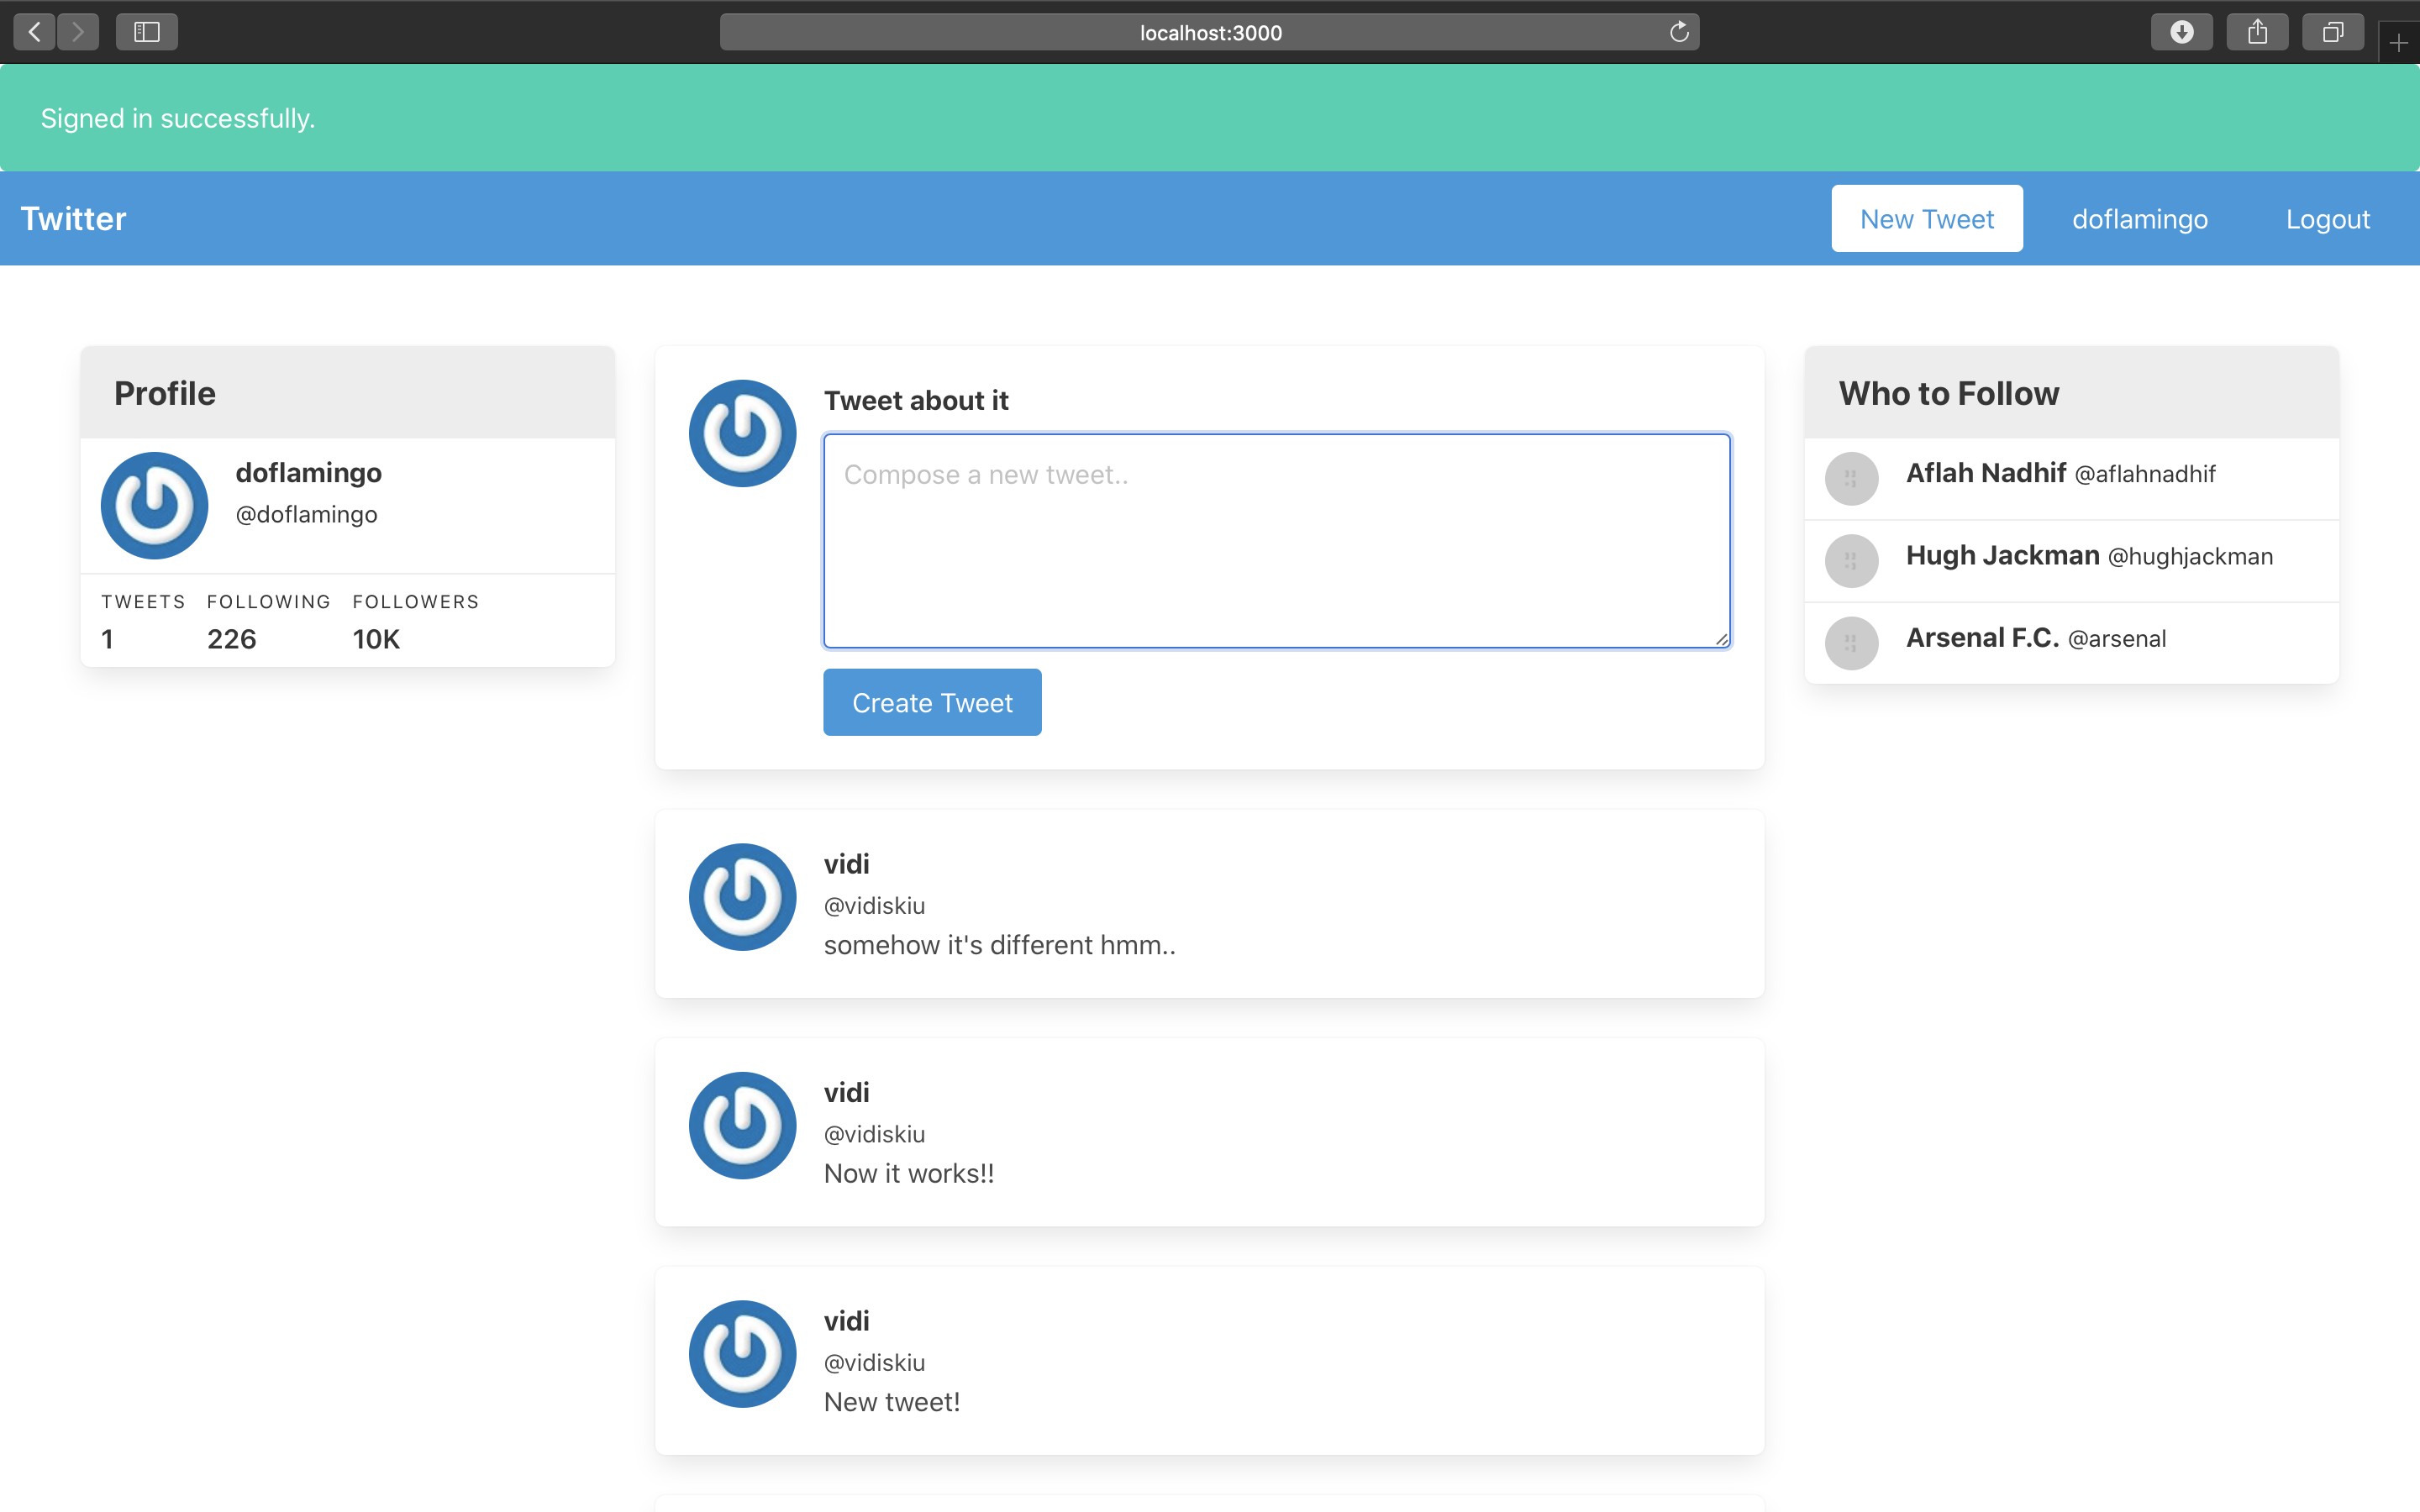 localhost:3000
Signed in successfully.
Twitter
New Tweet
doflamingo
Logout
Profile
doflamingo
@doflamingo
TWEETS FOLLOWING FOLLOWERS
1 226 10K
Tweet about it
Compose a new tweet..
Create Tweet
vidi
@vidiskiu
somehow it's different hmm..
vidi
@vidiskiu
Now it works!!
vidi
@vidiskiu
New tweet!
Who to Follow
Aflah Nadhif @aflahnadhif
Hugh Jackman @hughjackman
Arsenal F.C. @arsenal